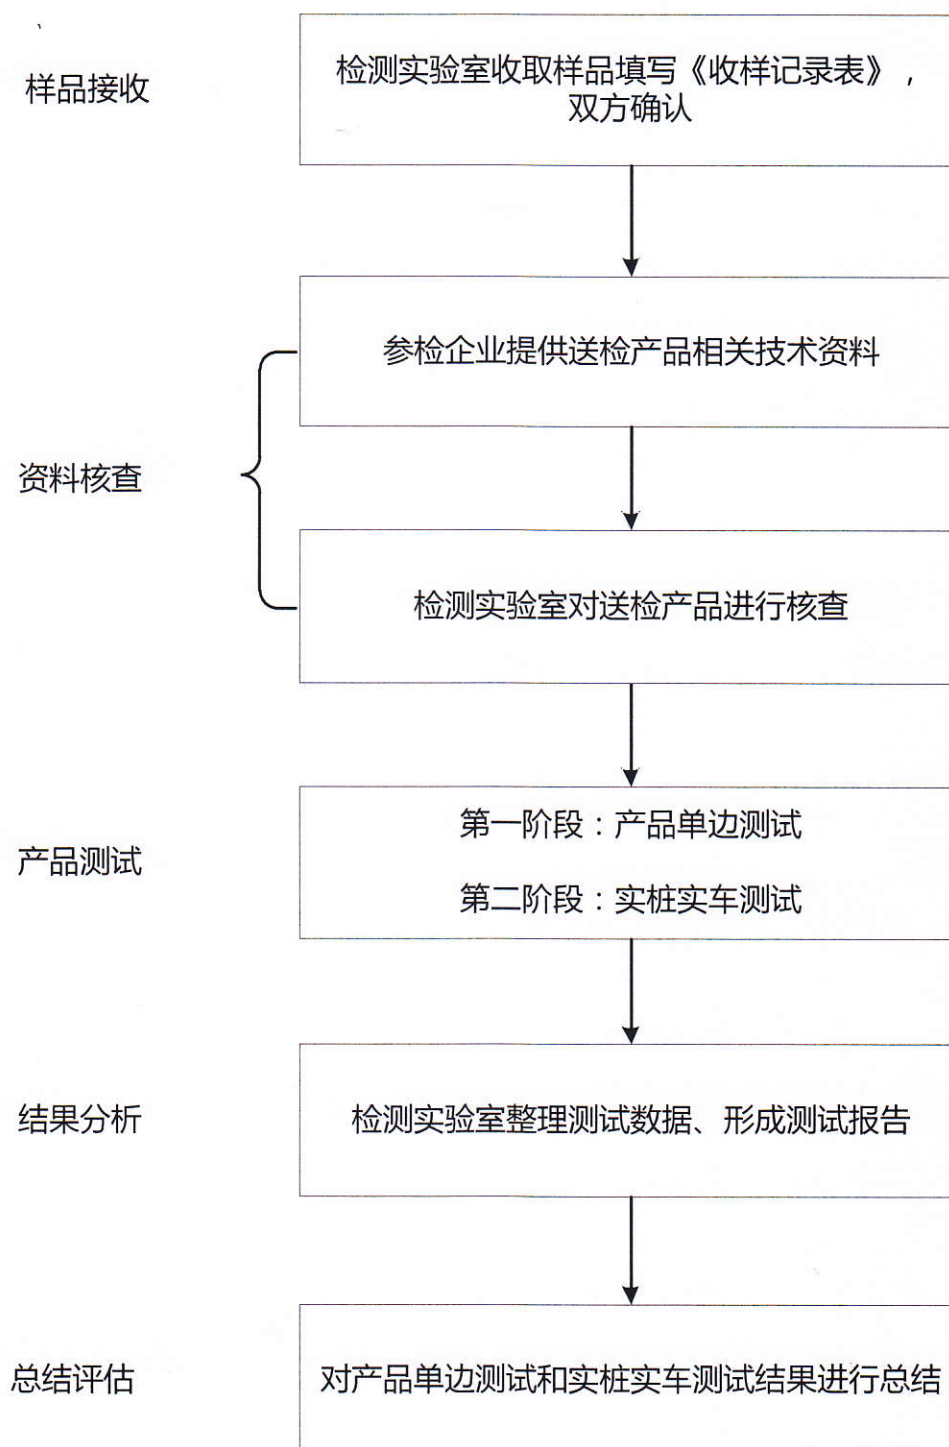 样品接收
检测实验室收取样品填写《收样记录表》，
双方确认
参检企业提供送检产品相关技术资料
资料核查
检测实验室对送检产品进行核查
第一阶段：产品单边测试
产品测试
第二阶段：实桩实车测试
结果分析
检测实验室整理测试数据、形成测试报告
总结评估
对产品单边测试和实桩实车测试结果进行总结